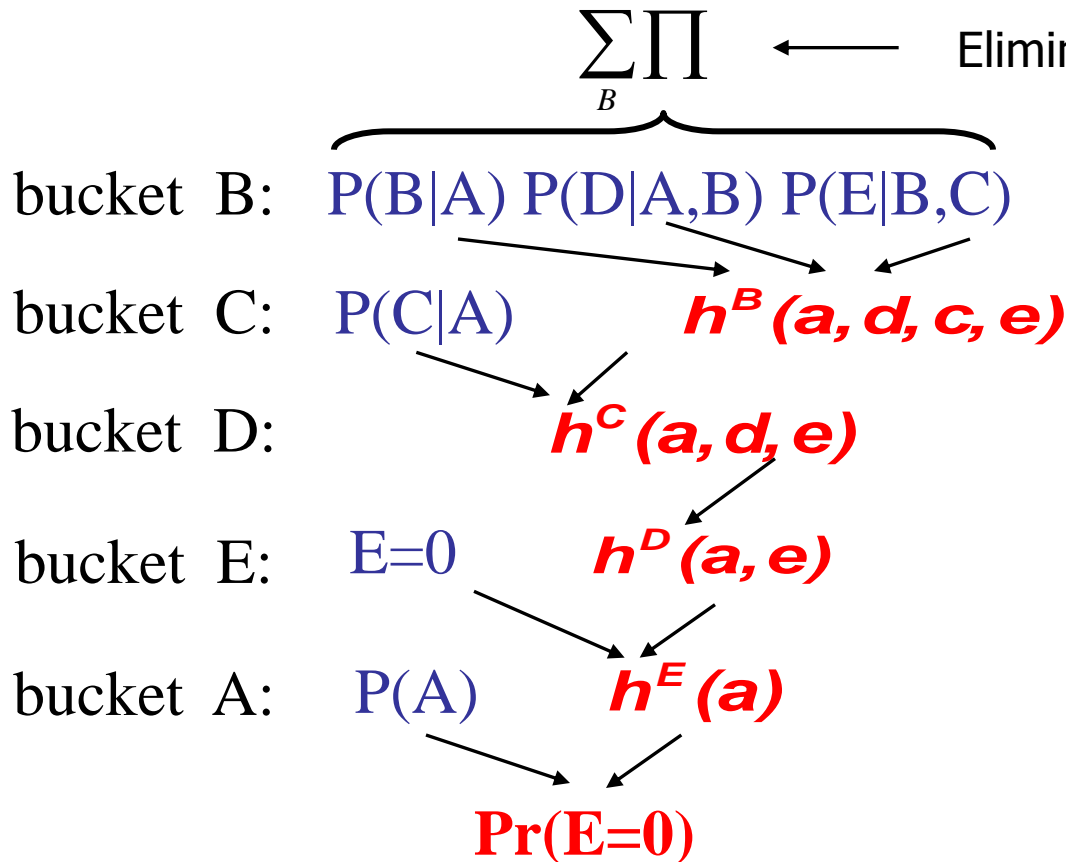 ∑∏
B
Elimin
bucket B: P(B|A) P(D|A,B) P(E|B,C)
bucket C: P(C|A) h^B (a, d, c, e)
bucket D: h^C (a, d, e)
bucket E: E=0 h^D (a, e)
bucket A: P(A) h^E (a)
Pr(E=0)